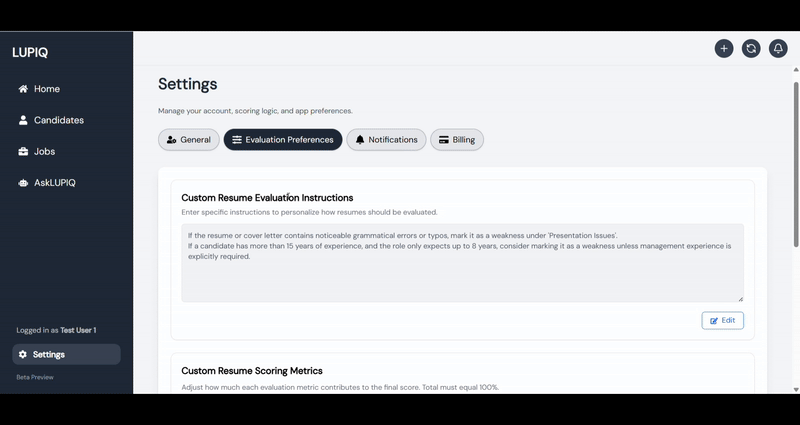 LUPIQ
Home
Candidates
Jobs
AskLUPIQ
Logged in as Test User 1
Settings
Beta Preview
Settings
Manage your account, scoring logic, and app preferences.
General
Evaluation Preferences
Notifications
Billing
Custom Resume Evaluation Instructions
Enter specific instructions to personalize how resumes should be evaluated.
If the resume or cover letter contains noticeable grammatical errors or typos, mark it as a weakness under 'Presentation Issues'.
If a candidate has more than 15 years of experience, and the role only expects up to 8 years, consider marking it as a weakness unless management experience is
explicitly required.
Edit
Custom Resume Scoring Metrics
Adjust how much each evaluation metric contributes to the final score. Total must equal 100%.